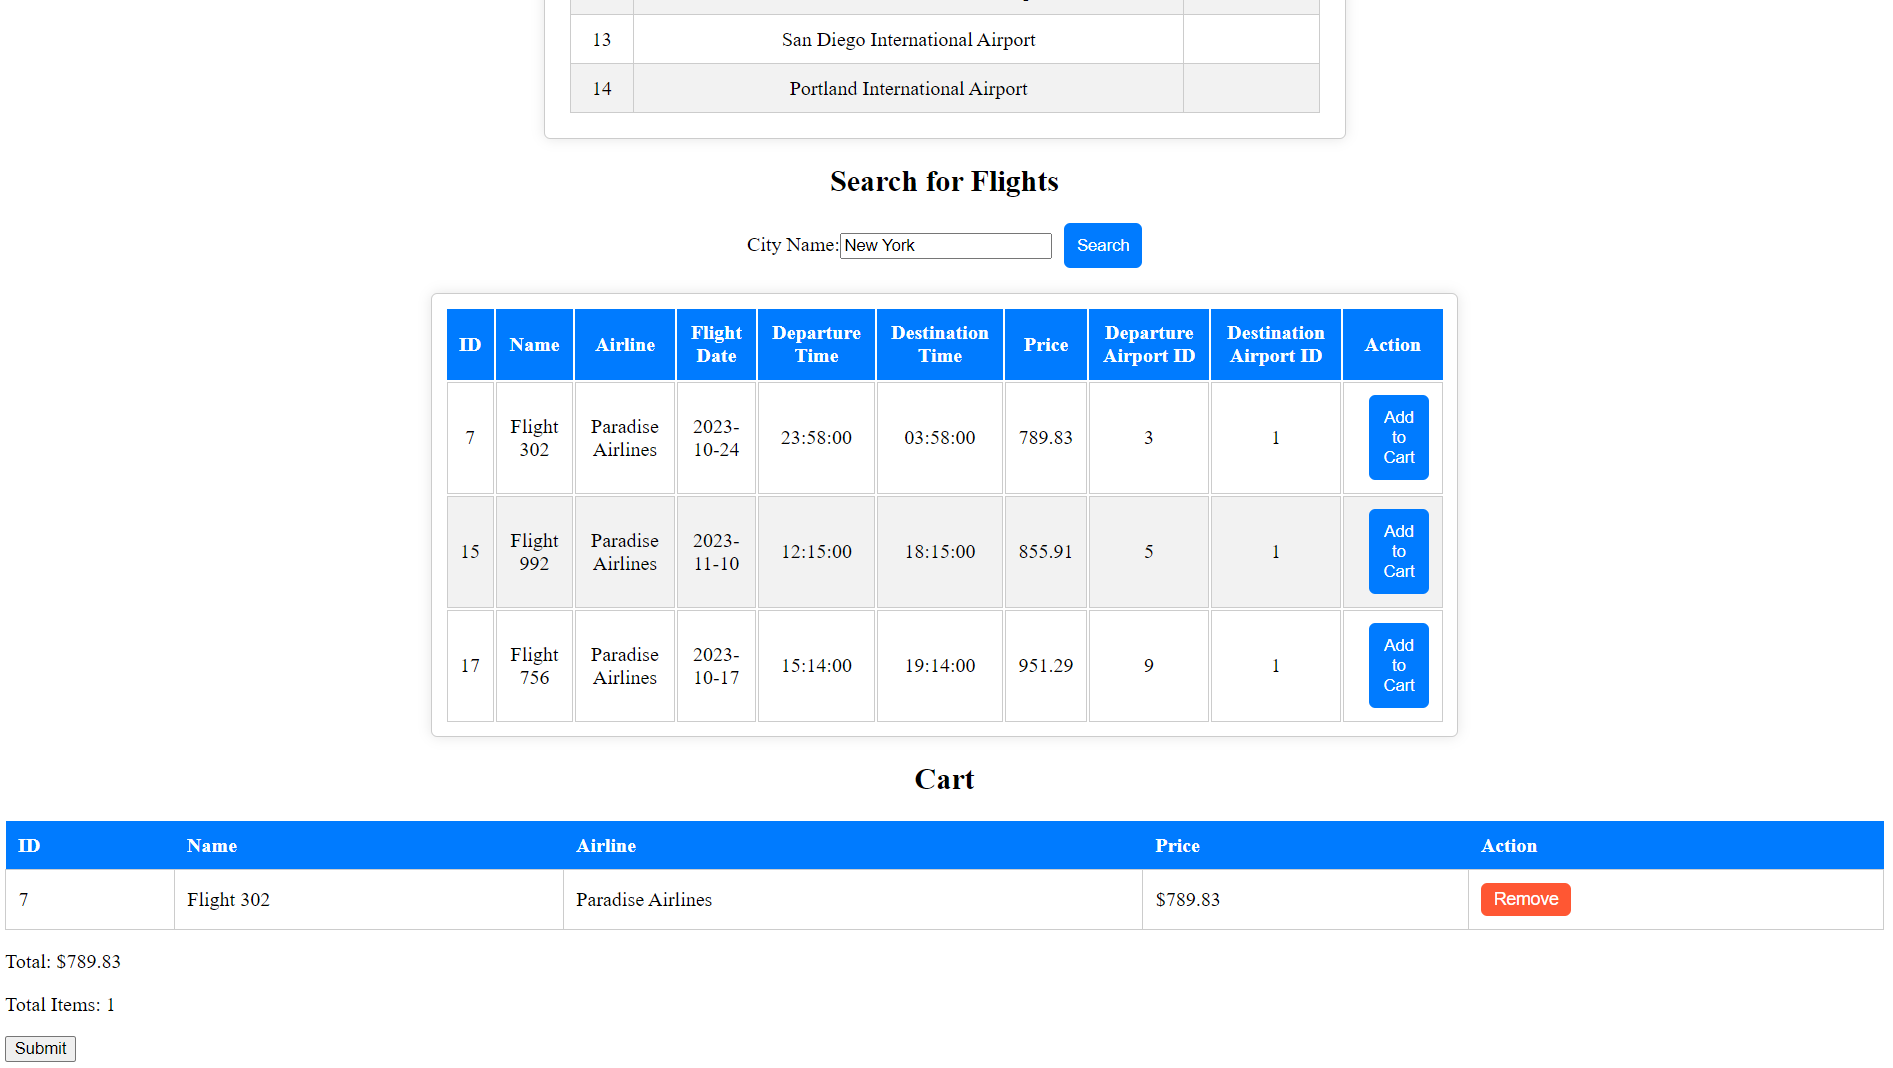 13 San Diego International Airport
14 Portland International Airport
Search for Flights
City Name: New York Search
ID Name Airline Flight Date Departure Time Destination Time Price Departure Airport ID Destination Airport ID Action
7 Flight 302 Paradise Airlines 2023-10-24 23:58:00 03:58:00 789.83 3 1 Add to Cart
15 Flight 992 Paradise Airlines 2023-11-10 12:15:00 18:15:00 855.91 5 1 Add to Cart
17 Flight 756 Paradise Airlines 2023-10-17 15:14:00 19:14:00 951.29 9 1 Add to Cart
Cart
ID Name Airline Price Action
7 Flight 302 Paradise Airlines $789.83 Remove
Total: $789.83
Total Items: 1
Submit